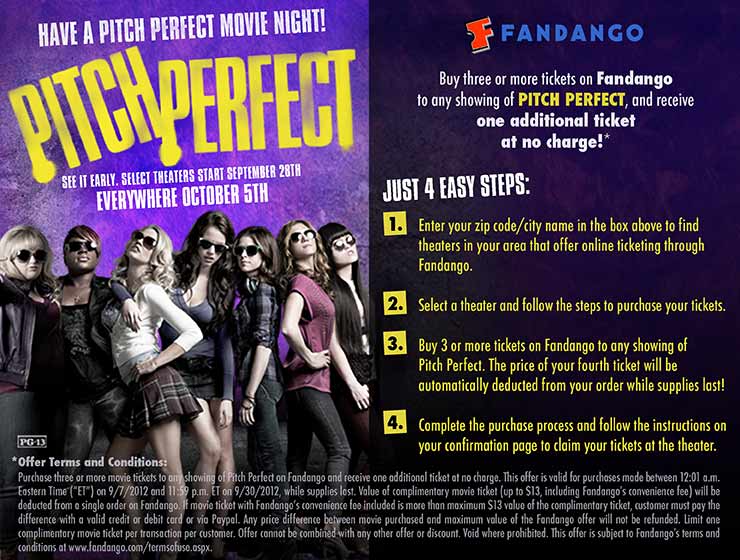 HAVE A PITCH PERFECT MOVIE NIGHT!
PITCH PERFECT
SEE IT EARLY. SELECT THEATERS START SEPTEMBER 28TH
EVERYWHERE OCTOBER 5TH
PG-13
F FANDANGO
Buy three or more tickets on Fandango
to any showing of PITCH PERFECT, and receive
one additional ticket
at no charge!*
JUST 4 EASY STEPS:
1. Enter your zip code/city name in the box above to find
theaters in your area that offer online ticketing through
Fandango.
2. Select a theater and follow the steps to purchase your tickets.
3. Buy 3 or more tickets on Fandango to any showing of
Pitch Perfect. The price of your fourth ticket will be
automatically deducted from your order while supplies last!
4. Complete the purchase process and follow the instructions on
your confirmation page to claim your tickets at the theater.
*Offer Terms and Conditions:
Purchase three or more movie tickets to any showing of Pitch Perfect on Fandango and receive one additional ticket at no charge. This offer is valid for purchases made between 12:01 a.m.
Eastern Time ("ET") on 9/7/2012 and 11:59 p.m. ET on 9/30/2012, while supplies last. Value of complimentary movie ticket (up to $13, including Fandango's convenience fee) will be
deducted from a single order on Fandango. If movie ticket with Fandango's convenience fee included is more than maximum $13 value of the complimentary ticket, customer must pay the
difference with a valid credit or debit card or via Paypal. Any price difference between movie purchased and maximum value of the Fandango offer will not be refunded. Limit one
complimentary movie ticket per transaction per customer. Offer cannot be combined with any other offer or discount. Void where prohibited. This offer is subject to Fandango's terms and
conditions at www.fandango.com/termsofuse.aspx.